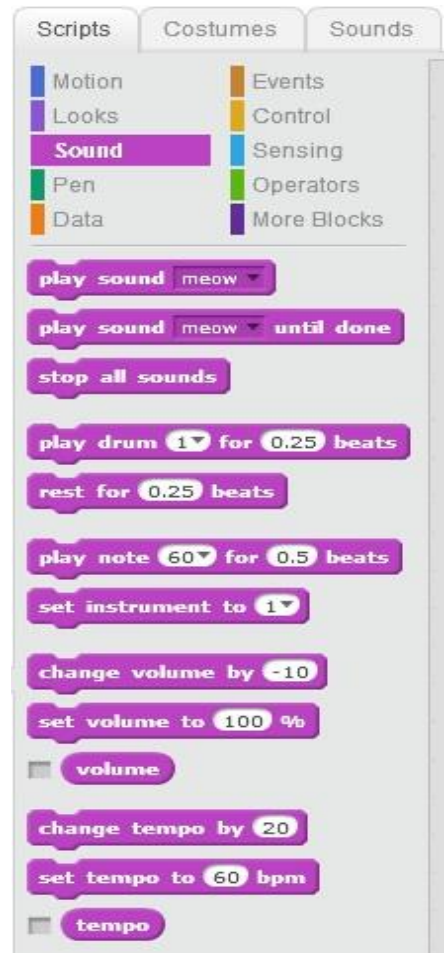 Scripts Costumes Sounds
Motion Events
Looks Control
Sound Sensing
Pen Operators
Data More Blocks
play sound meow
play sound meow until done
stop all sounds
play drum 1 for 0.25 beats
rest for 0.25 beats
play note 60 for 0.5 beats
set instrument to 1
change volume by -10
set volume to 100 %
volume
change tempo by 20
set tempo to 60 bpm
tempo